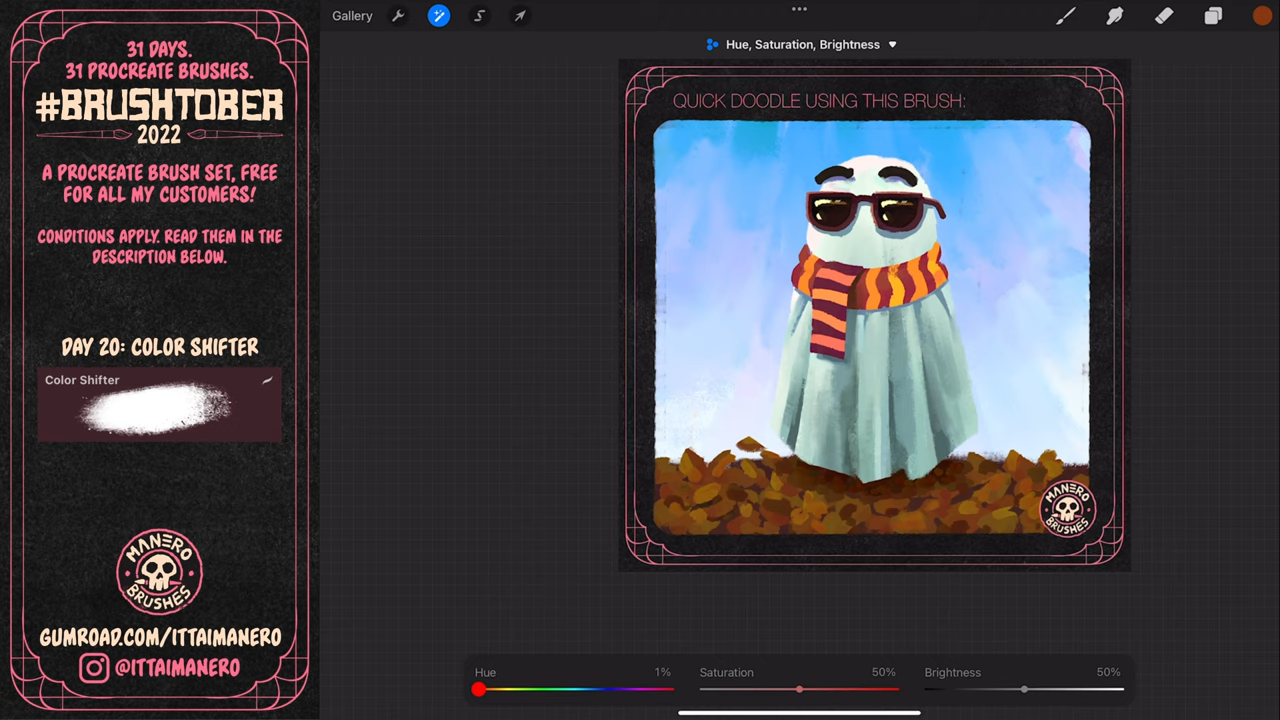 31 DAYS.
31 PROCREATE BRUSHES.
#BRUSHTOBER
2022
A PROCREATE BRUSH SET, FREE
FOR ALL MY CUSTOMERS!
CONDITIONS APPLY. READ THEM IN THE
DESCRIPTION BELOW.
DAY 20: COLOR SHIFTER
Color Shifter
MANERO
BRUSHES
GUMROAD.COM/ITTAIMANERO
@ITTAIMANERO
Gallery
Hue, Saturation, Brightness
QUICK DOODLE USING THIS BRUSH:
MANERO
BRUSHES
Hue 1% Saturation 50% Brightness 50%